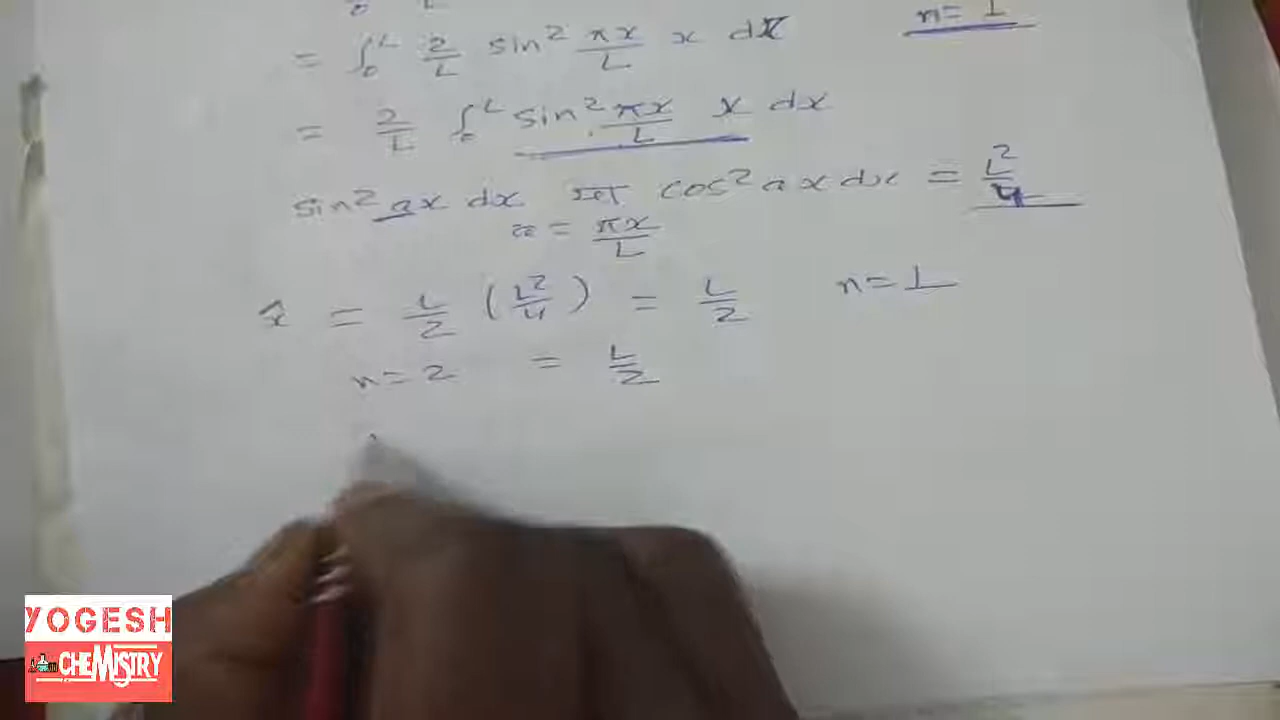 n = 1
= ∫₀ᴸ 2/L sin² πx/L x dx
= 2/L ∫₀ᴸ sin² πx/L x dx
sin² ax dx या cos² ax dx = L²/4
a = πx/L
x̂ = L/2 (L²/4) = L/2 n = 1
n = 2 = L/2
YOGESH
CHEMISTRY